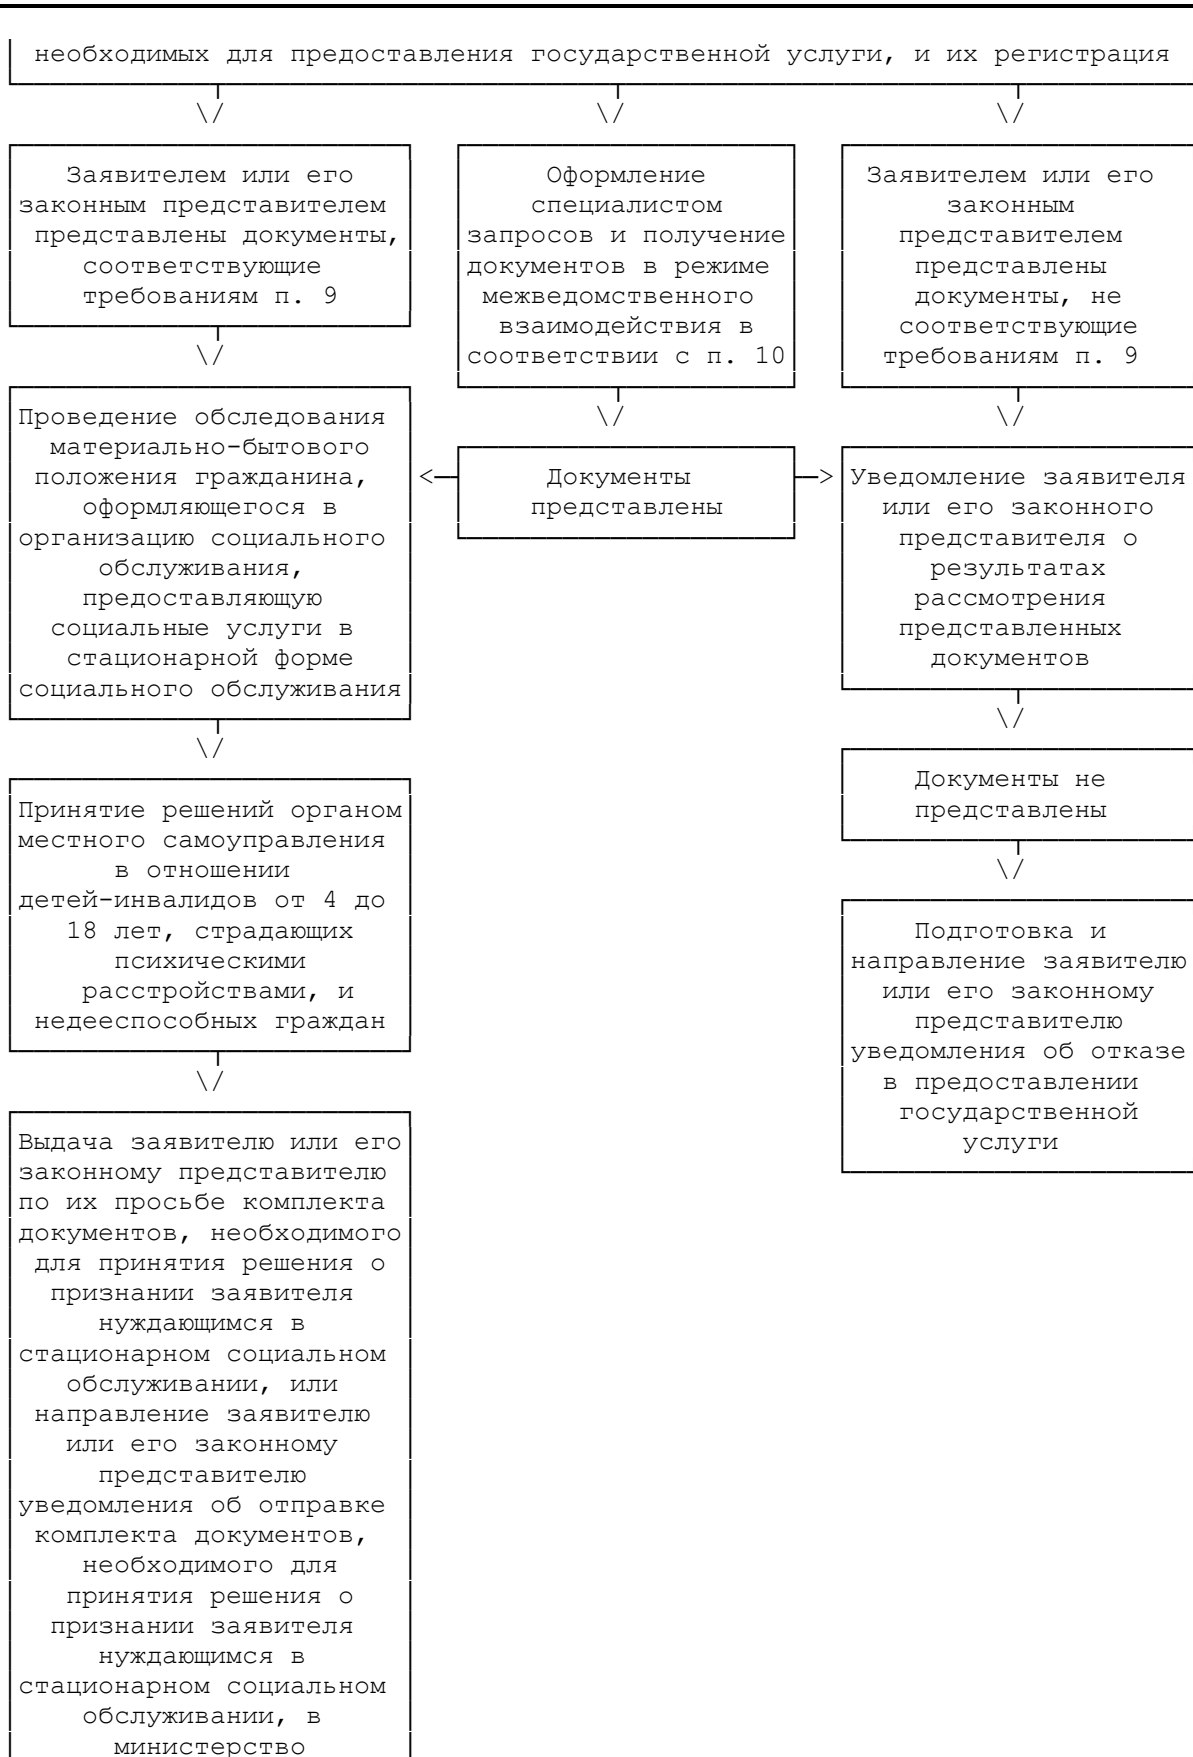 необходимых для предоставления государственной услуги, и их регистрация
Заявителем или его
законным представителем
представлены документы,
соответствующие
требованиям п. 9
Оформление
специалистом
запросов и получение
документов в режиме
межведомственного
взаимодействия в
соответствии с п. 10
Заявителем или его
законным
представителем
представлены
документы, не
соответствующие
требованиям п. 9
Проведение обследования
материально-бытового
положения гражданина,
оформляющегося в
организацию социального
обслуживания,
предоставляющую
социальные услуги в
стационарной форме
социального обслуживания
Документы
представлены
Уведомление заявителя
или его законного
представителя о
результатах
рассмотрения
представленных
документов
Документы не
представлены
Принятие решений органом
местного самоуправления
в отношении
детей-инвалидов от 4 до
18 лет, страдающих
психическими
расстройствами, и
недееспособных граждан
Подготовка и
направление заявителю
или его законному
представителю
уведомления об отказе
в предоставлении
государственной
услуги
Выдача заявителю или его
законному представителю
по их просьбе комплекта
документов, необходимого
для принятия решения о
признании заявителя
нуждающимся в
стационарном социальном
обслуживании, или
направление заявителю
или его законному
представителю
уведомления об отправке
комплекта документов,
необходимого для
принятия решения о
признании заявителя
нуждающимся в
стационарном социальном
обслуживании, в
министерство